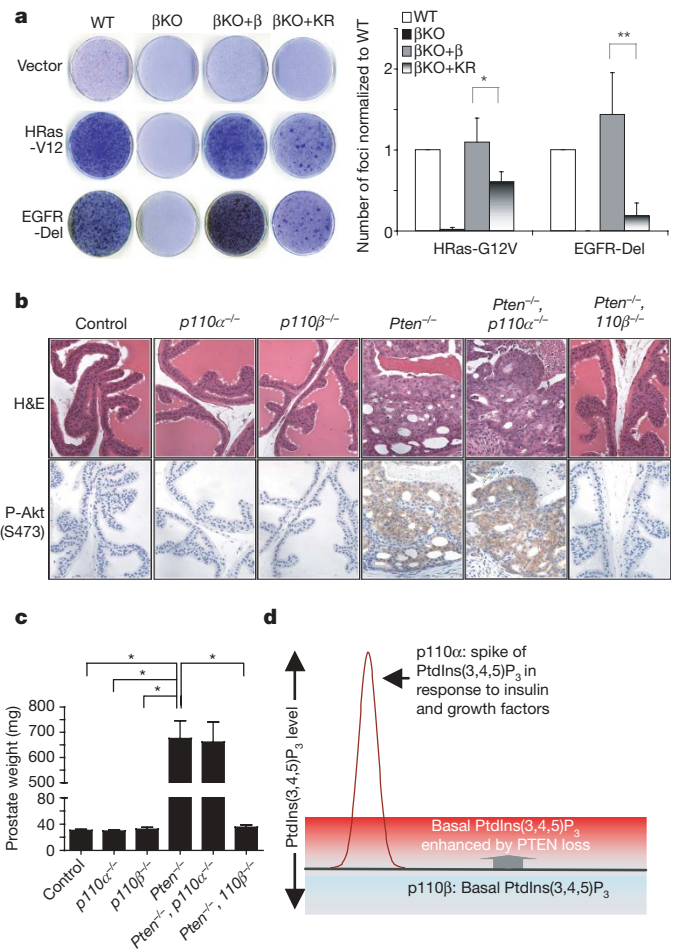 a
WT
βKO
βKO+β
βKO+KR
Vector
HRas
-V12
EGFR
-Del
WT
βKO
βKO+β
βKO+KR
*
**
Number of foci normalized to WT
2
1
0
HRas-G12V
EGFR-Del
b
Control
p110α–/–
p110β–/–
Pten–/–
Pten–/–,
p110α–/–
Pten–/–,
110β–/–
H&E
P-Akt
(S473)
c
*
*
*
*
Prostate weight (mg)
800
700
600
500
80
40
0
Control
p110α–/–
p110β–/–
Pten–/–
Pten–/–, p110α–/–
Pten–/–, 110β–/–
d
PtdIns(3,4,5)P3 level
p110α: spike of
PtdIns(3,4,5)P3 in
response to insulin
and growth factors
Basal PtdIns(3,4,5)P3
enhanced by PTEN loss
p110β: Basal PtdIns(3,4,5)P3